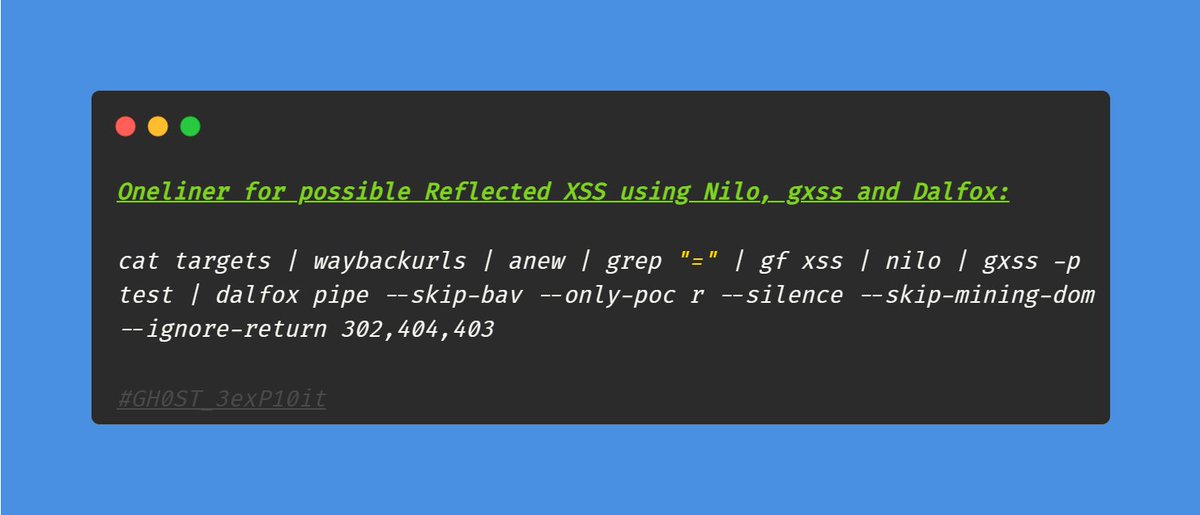 Oneliner for possible Reflected XSS using Nilo, gxss and Dalfox:
cat targets | waybackurls | anew | grep "=" | gf xss | nilo | gxss -p
test | dalfox pipe --skip-bav --only-poc r --silence --skip-mining-dom
--ignore-return 302,404,403
#GH0ST_3exP10it